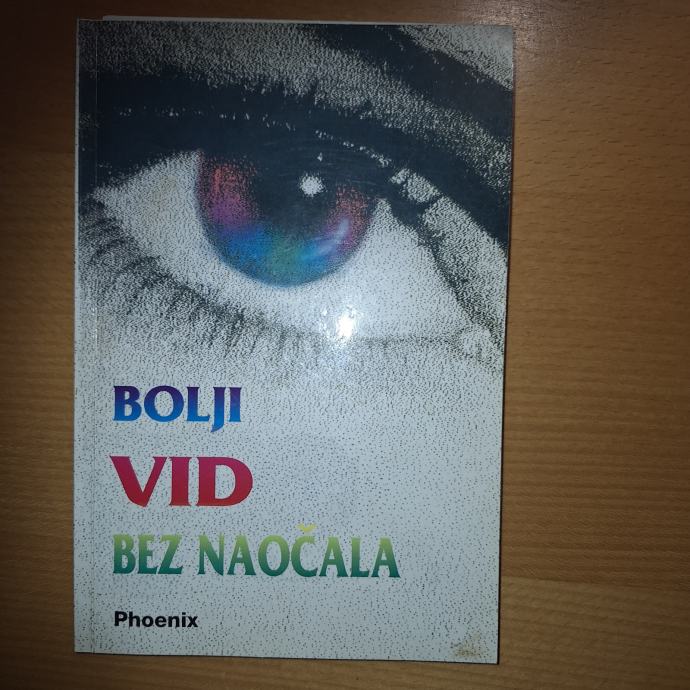 BOLJI
VID
BEZ NAOČALA
Phoenix